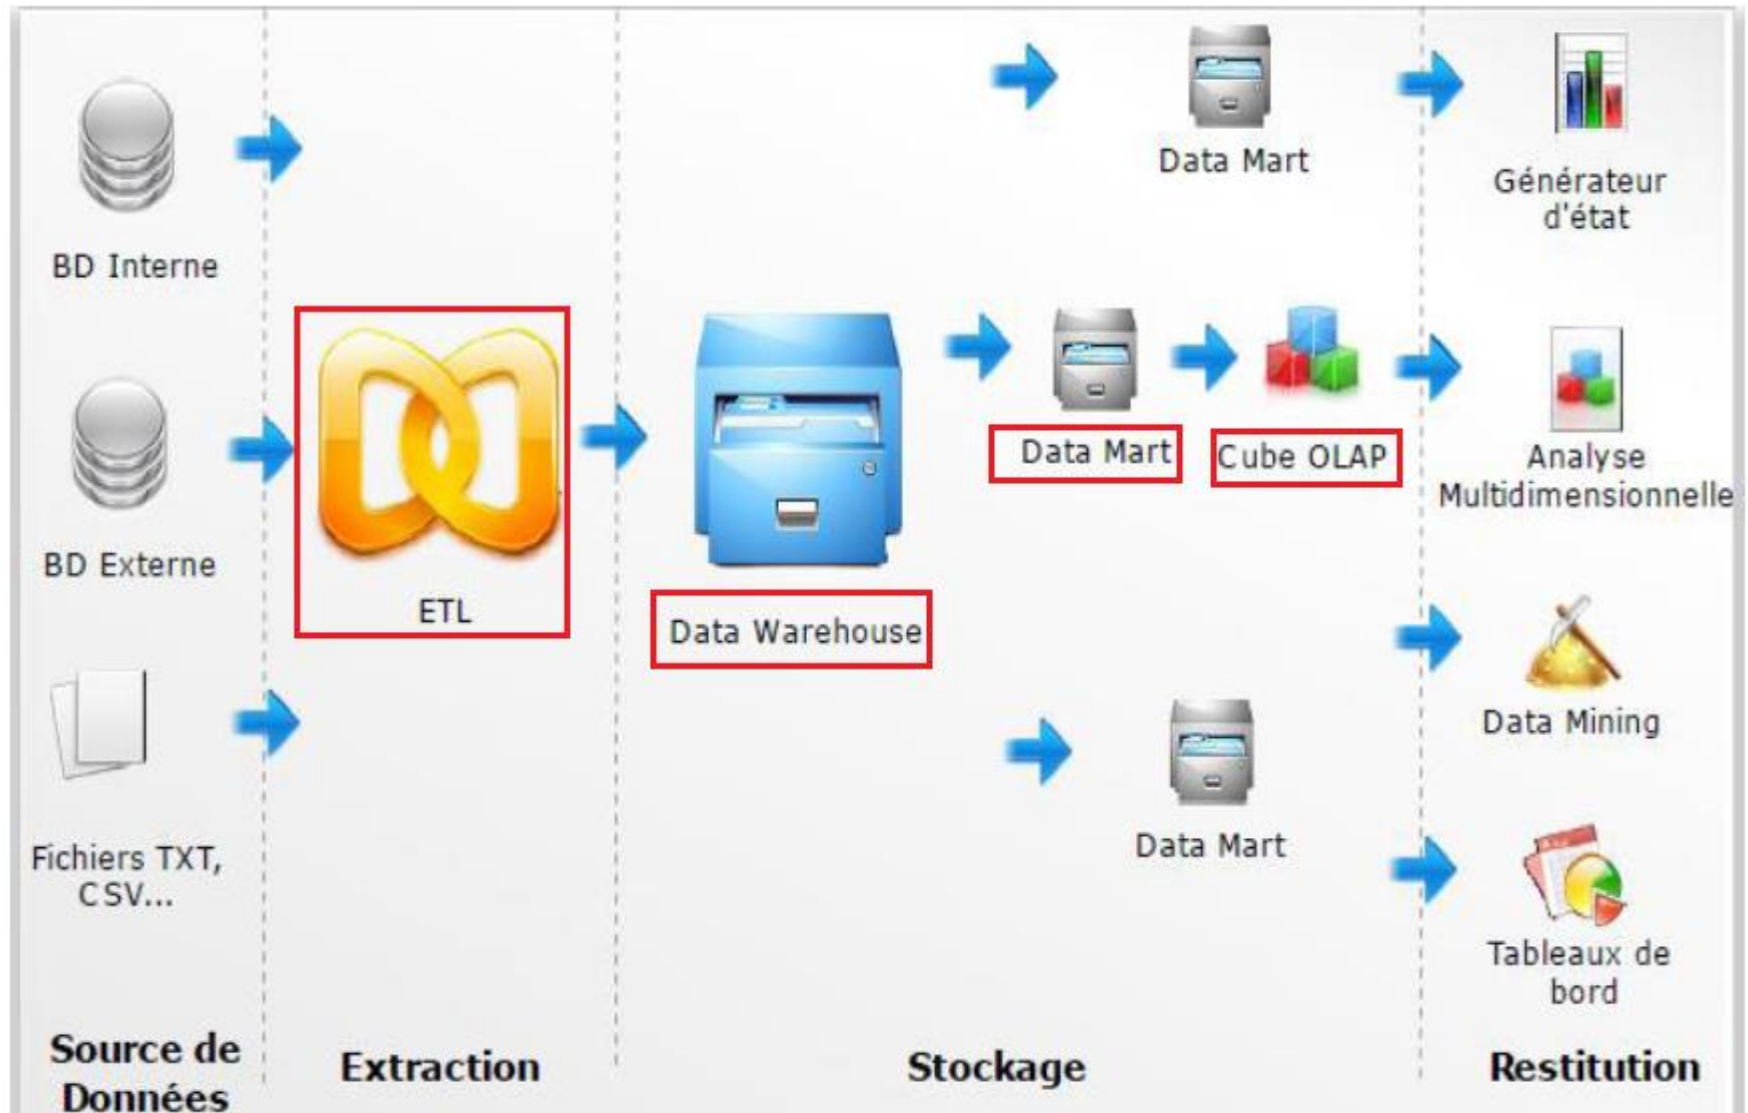 BD Interne
BD Externe
Fichiers TXT,
CSV...
Source de
Données
ETL
Extraction
Data Warehouse
Data Mart
Data Mart
Cube OLAP
Data Mart
Stockage
Générateur
d'état
Analyse
Multidimensionnelle
Data Mining
Tableaux de
bord
Restitution